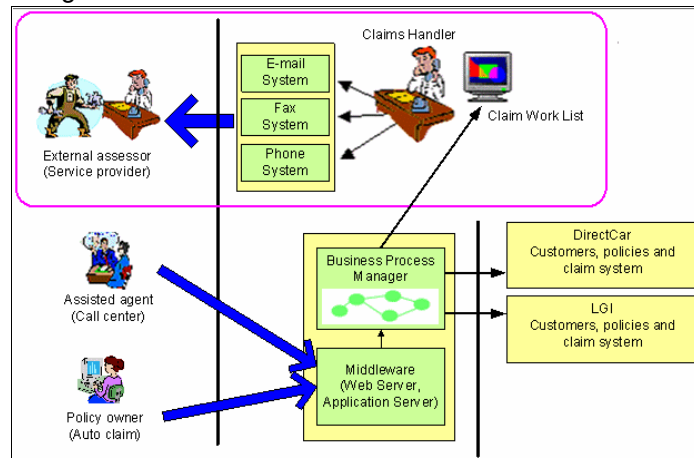 Claims Handler
E-mail
System
Fax
System
Phone
System
Claim Work List
External assessor
(Service provider)
Assisted agent
(Call center)
Policy owner
(Auto claim)
Business Process
Manager
Middleware
(Web Server,
Application Server)
DirectCar
Customers, policies and
claim system
LGI
Customers, policies and
claim system